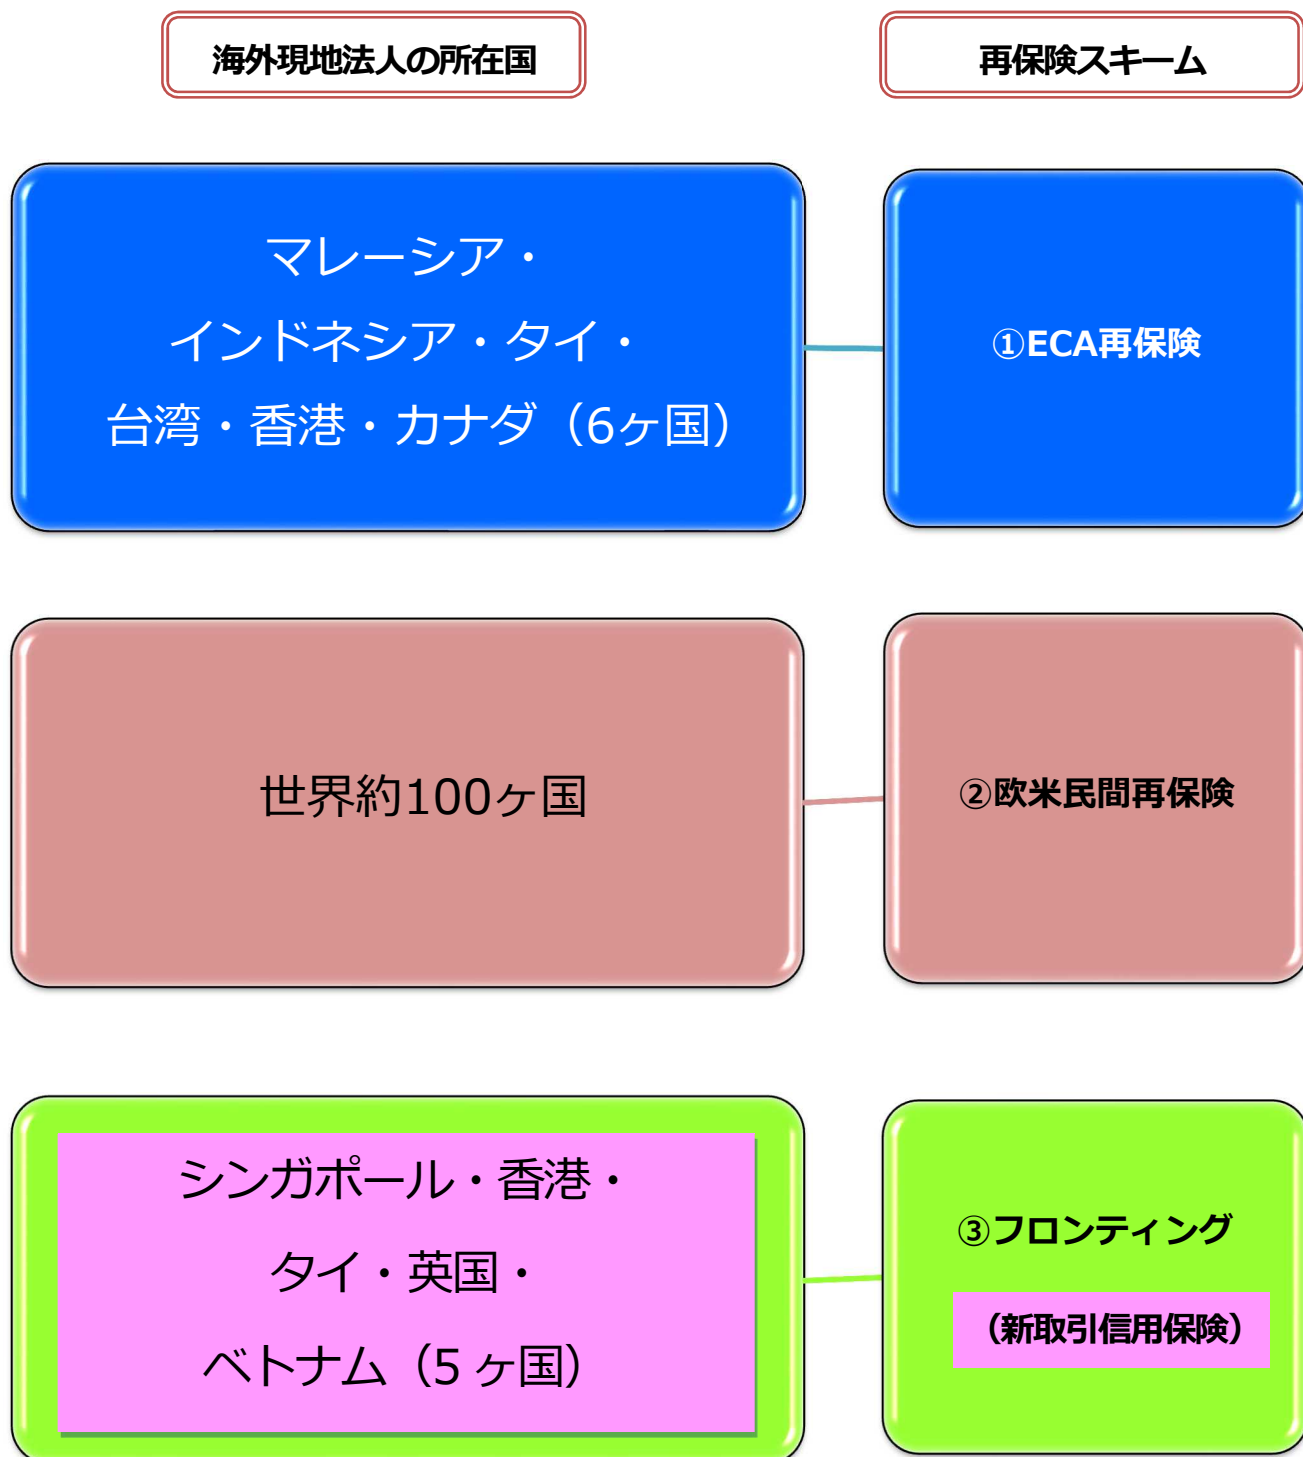 海外現地法人の所在国
再保険スキーム
マレーシア・
インドネシア・タイ・
台湾・香港・カナダ（6ヶ国）
①ECA再保険
世界約100ヶ国
②欧米民間再保険
シンガポール・香港・
タイ・英国・
ベトナム（5ヶ国）
③フロンティング
（新取引信用保険）